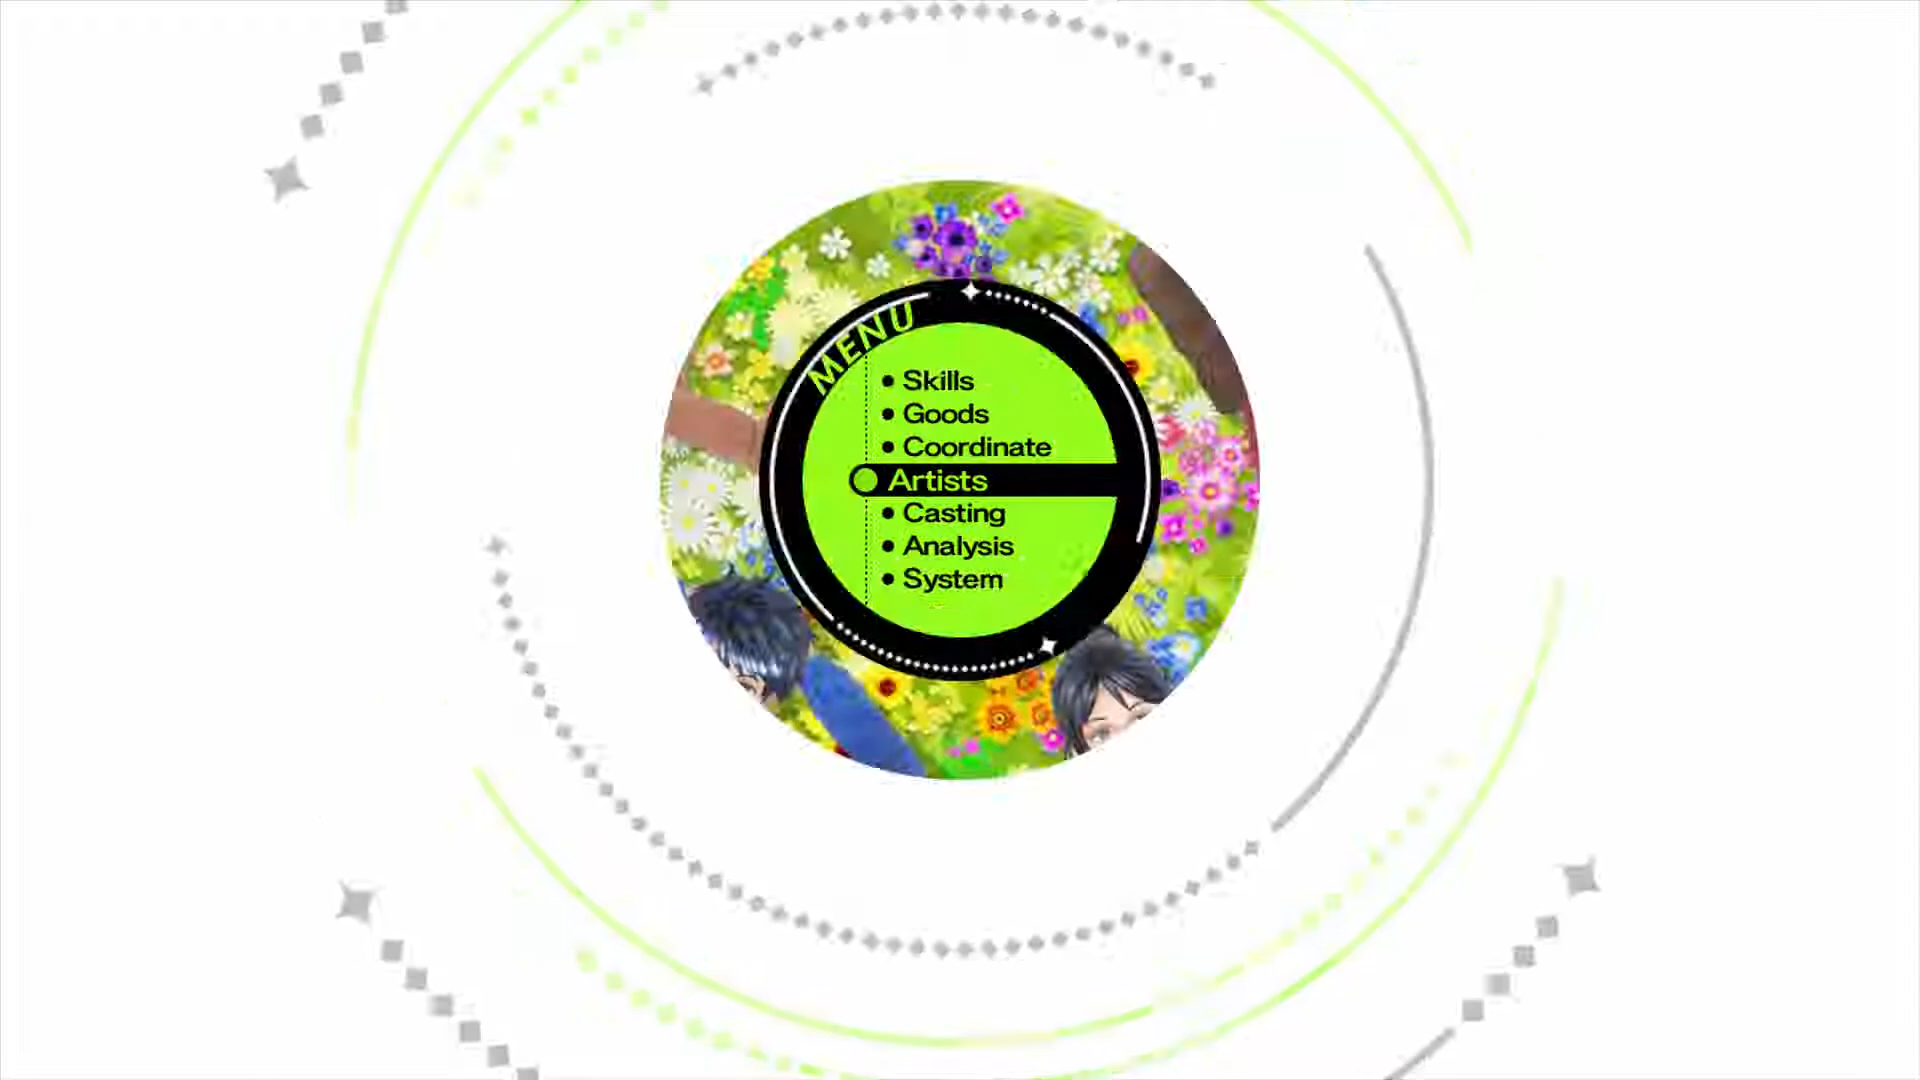 MENU
Skills
Goods
Coordinate
Artists
Casting
Analysis
System